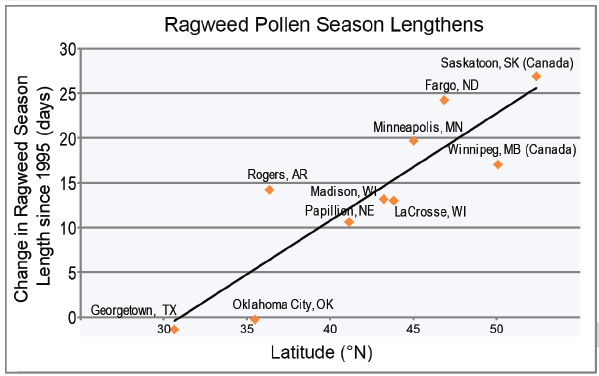 Ragweed Pollen Season Lengthens
Change in Ragweed Season
Length since 1995 (days)
30
25
20
15
10
5
0
Saskatoon, SK (Canada)
Fargo, ND
Minneapolis, MN
Winnipeg, MB (Canada)
Rogers, AR
Madison, WI
Papillion, NE
LaCrosse, WI
Georgetown, TX
Oklahoma City, OK
30 35 40 45 50
Latitude (°N)